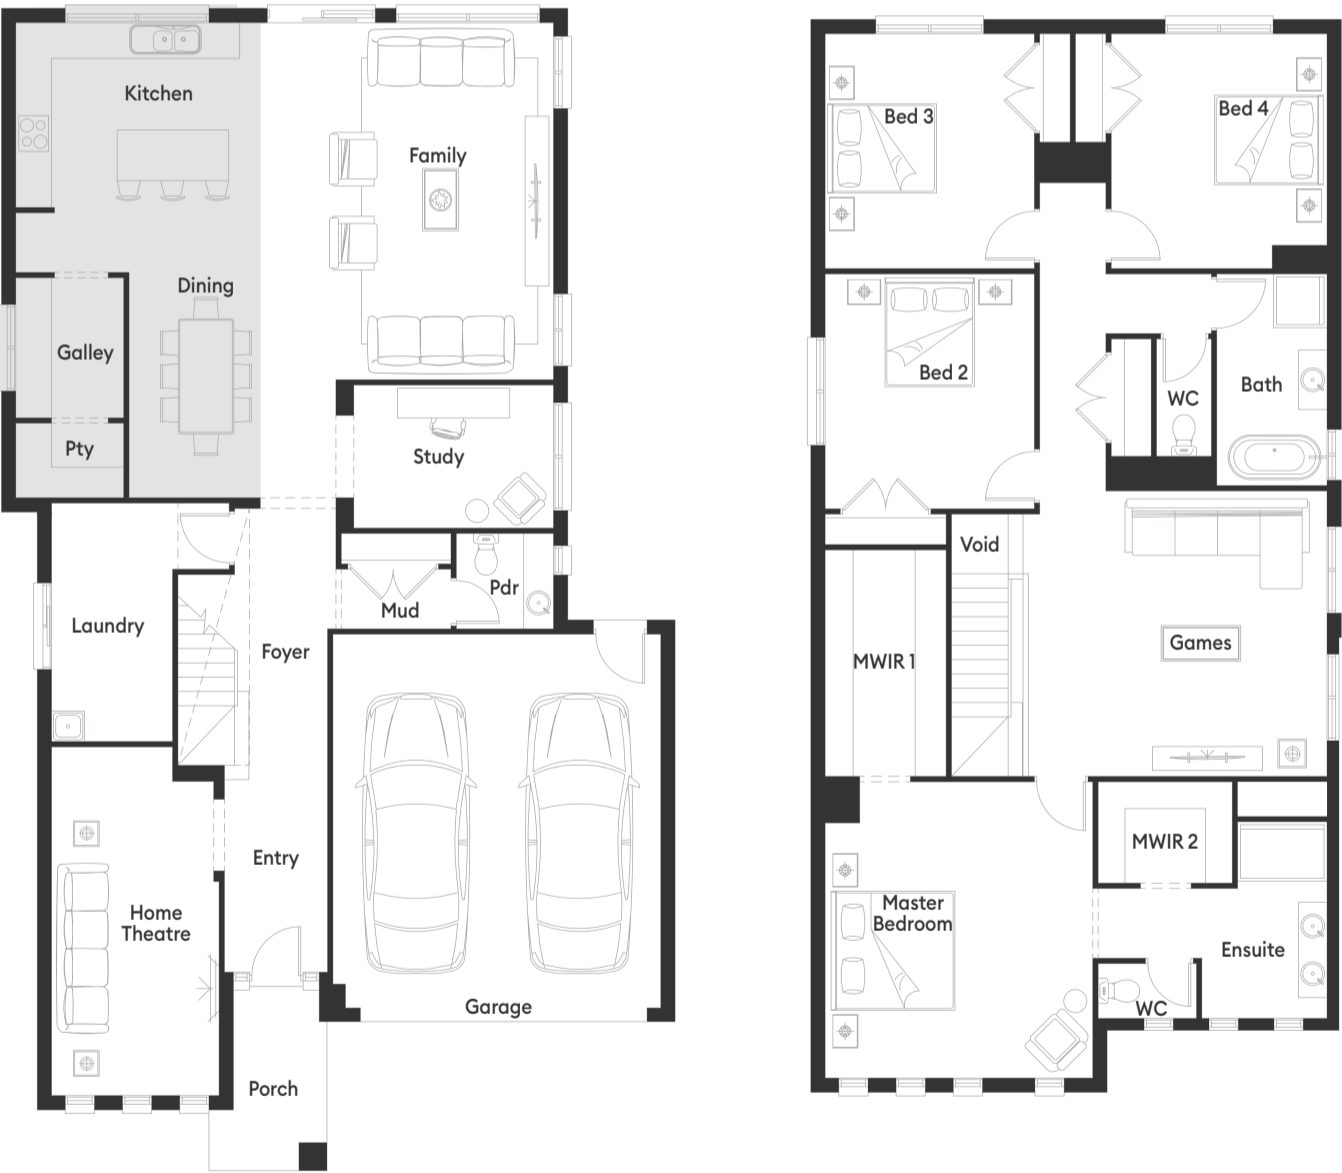 Kitchen
Family
Dining
Galley
Pty
Study
Pdr
Mud
Laundry
Foyer
Entry
Home
Theatre
Garage
Porch
Bed 3
Bed 4
Bed 2
WC
Bath
Void
MWIR 1
Games
MWIR 2
Master
Bedroom
Ensuite
WC